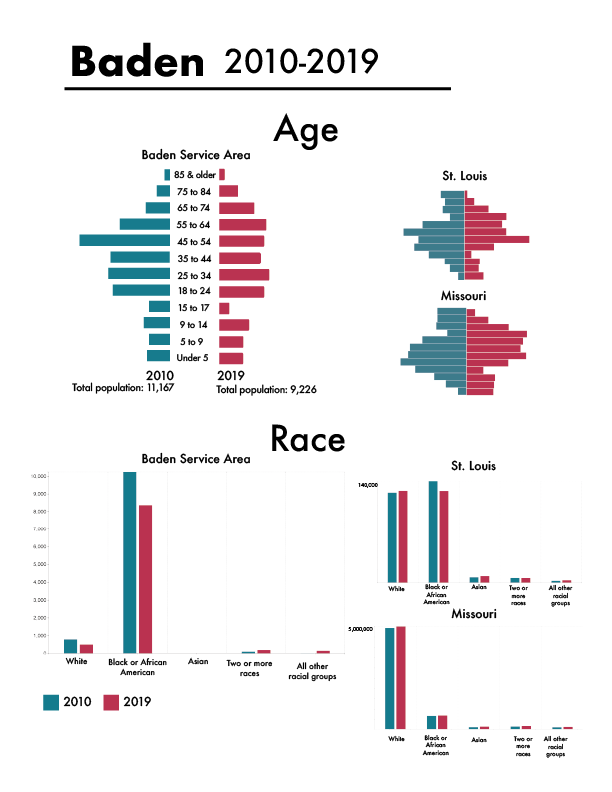 Baden 2010-2019
Age
Baden Service Area
85 & older
75 to 84
65 to 74
55 to 64
45 to 54
35 to 44
25 to 34
18 to 24
15 to 17
9 to 14
5 to 9
Under 5
2010
2019
Total population: 11,167
Total population: 9,226
St. Louis
Missouri
Race
Baden Service Area
10,000
9,000
8,000
7,000
6,000
5,000
4,000
3,000
2,000
1,000
0
White
Black or African
American
Asian
Two or more
races
All other
racial groups
2010
2019
St. Louis
140,000
White
Black or
African
American
Asian
Two or
more
races
All other
racial
groups
Missouri
5,000,000
White
Black or
African
American
Asian
Two or
more
races
All other
racial
groups